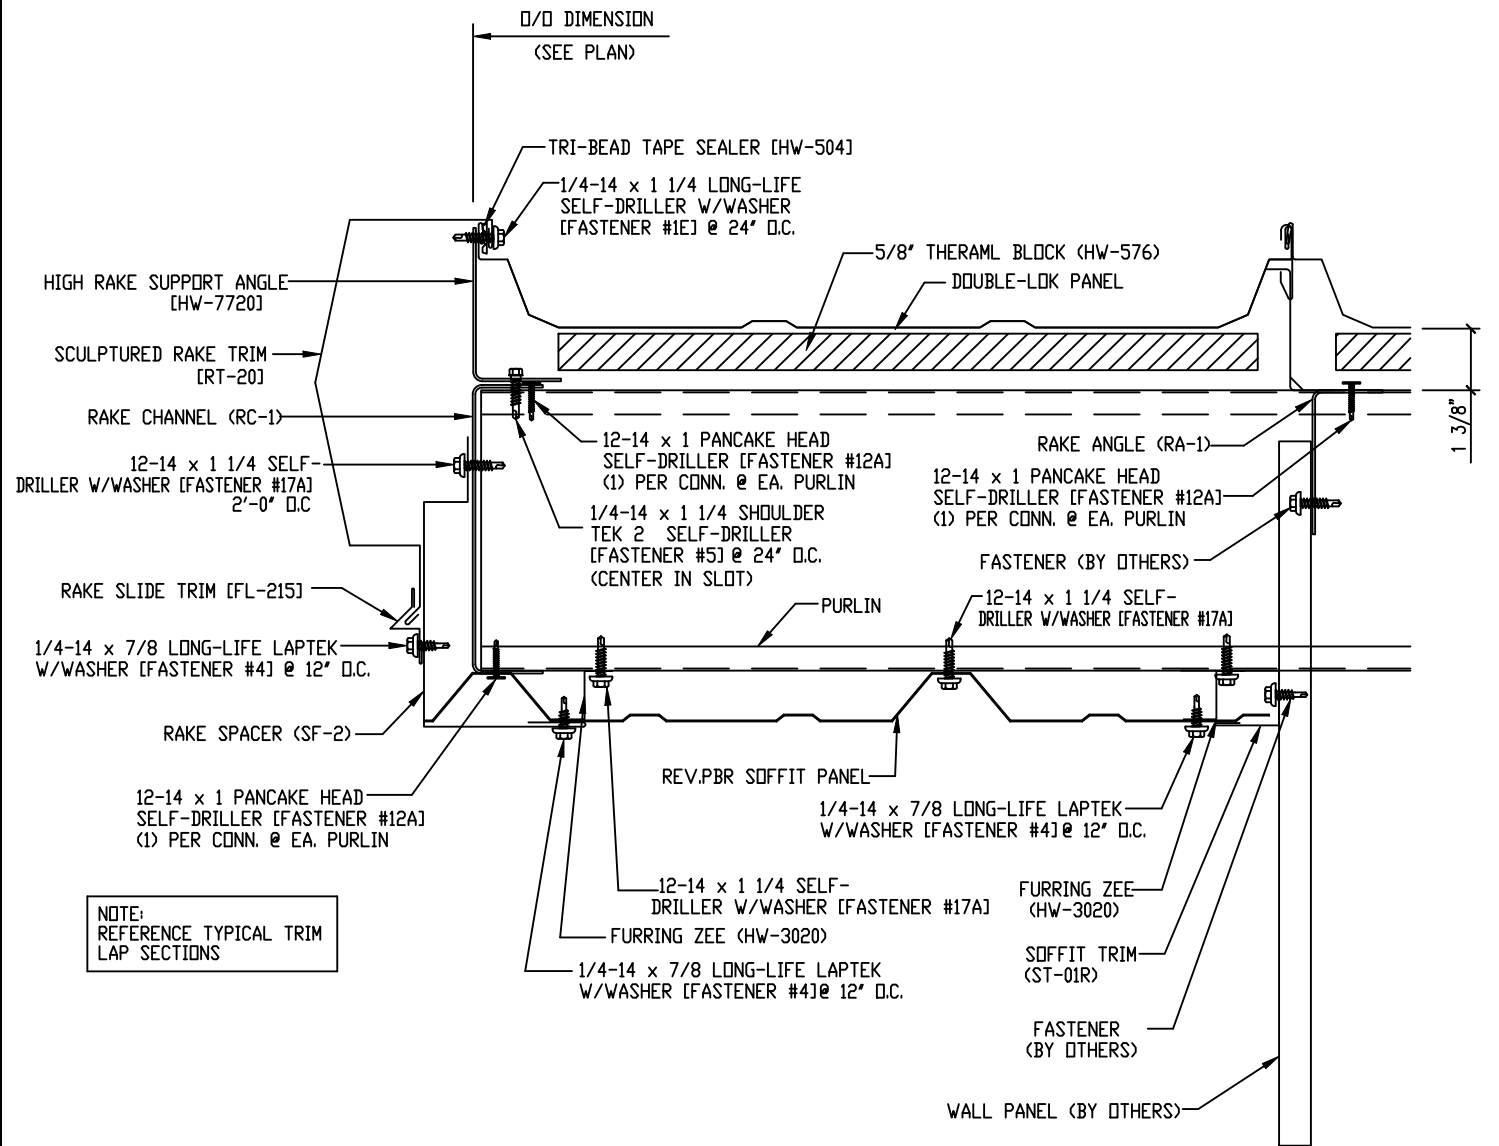 O/O DIMENSION
(SEE PLAN)
TRI-BEAD TAPE SEALER [HW-504]
1/4-14 x 1 1/4 LONG-LIFE
SELF-DRILLER W/WASHER
[FASTENER #1E] @ 24" O.C.
5/8" THERAML BLOCK (HW-576)
DOUBLE-LOK PANEL
HIGH RAKE SUPPORT ANGLE
[HW-7720]
SCULPTURED RAKE TRIM
[RT-20]
RAKE CHANNEL (RC-1)
12-14 x 1 1/4 SELF-
DRILLER W/WASHER [FASTENER #17A]
2'-0" O.C
12-14 x 1 PANCAKE HEAD
SELF-DRILLER [FASTENER #12A]
(1) PER CONN. @ EA. PURLIN
1/4-14 x 1 1/4 SHOULDER
TEK 2 SELF-DRILLER
[FASTENER #5] @ 24" O.C.
(CENTER IN SLOT)
RAKE ANGLE (RA-1)
12-14 x 1 PANCAKE HEAD
SELF-DRILLER [FASTENER #12A]
(1) PER CONN. @ EA. PURLIN
1 3/8"
FASTENER (BY OTHERS)
RAKE SLIDE TRIM [FL-215]
PURLIN
12-14 x 1 1/4 SELF-
DRILLER W/WASHER [FASTENER #17A]
1/4-14 x 7/8 LONG-LIFE LAPTEK
W/WASHER [FASTENER #4] @ 12" O.C.
RAKE SPACER (SF-2)
REV.PBR SOFFIT PANEL
12-14 x 1 PANCAKE HEAD
SELF-DRILLER [FASTENER #12A]
(1) PER CONN. @ EA. PURLIN
1/4-14 x 7/8 LONG-LIFE LAPTEK
W/WASHER [FASTENER #4]@ 12" O.C.
12-14 x 1 1/4 SELF-
DRILLER W/WASHER [FASTENER #17A]
FURRING ZEE (HW-3020)
1/4-14 x 7/8 LONG-LIFE LAPTEK
W/WASHER [FASTENER #4]@ 12" O.C.
FURRING ZEE
(HW-3020)
SOFFIT TRIM
(ST-01R)
FASTENER
(BY OTHERS)
WALL PANEL (BY OTHERS)
NOTE:
REFERENCE TYPICAL TRIM
LAP SECTIONS